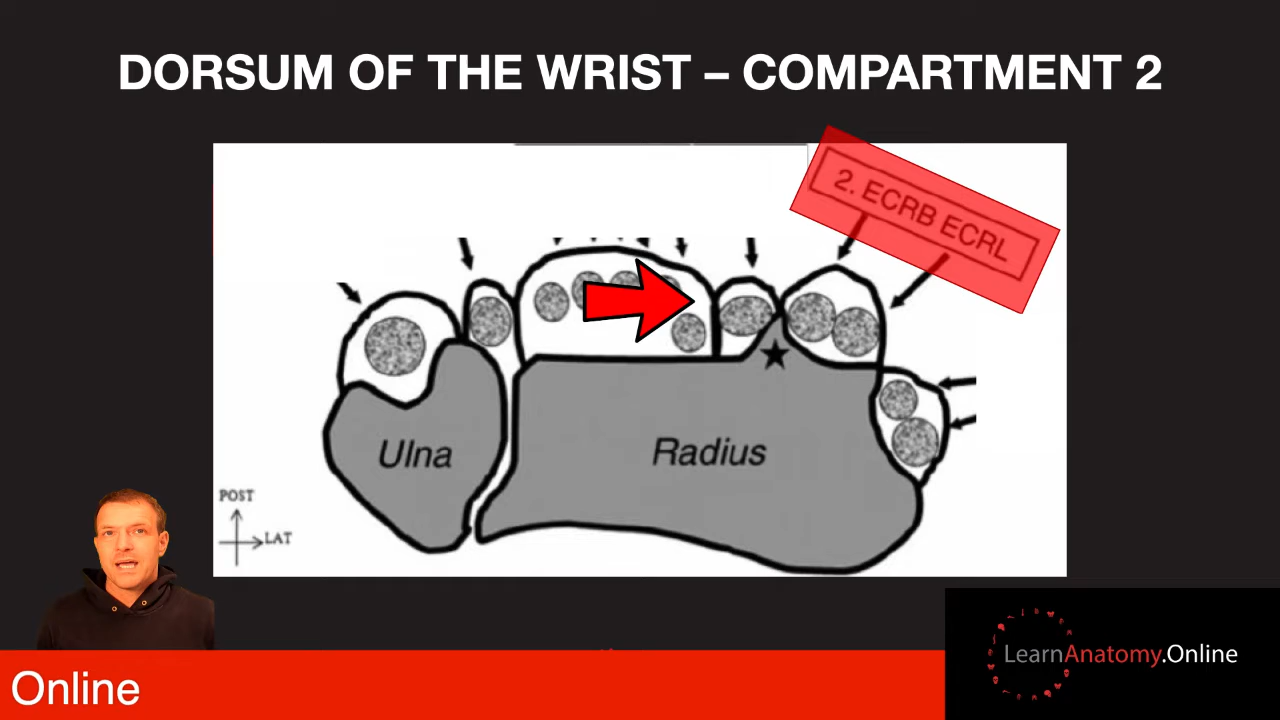 DORSUM OF THE WRIST – COMPARTMENT 2
2. ECRB ECRL
Ulna
Radius
POST
LAT
Online
LearnAnatomy.Online